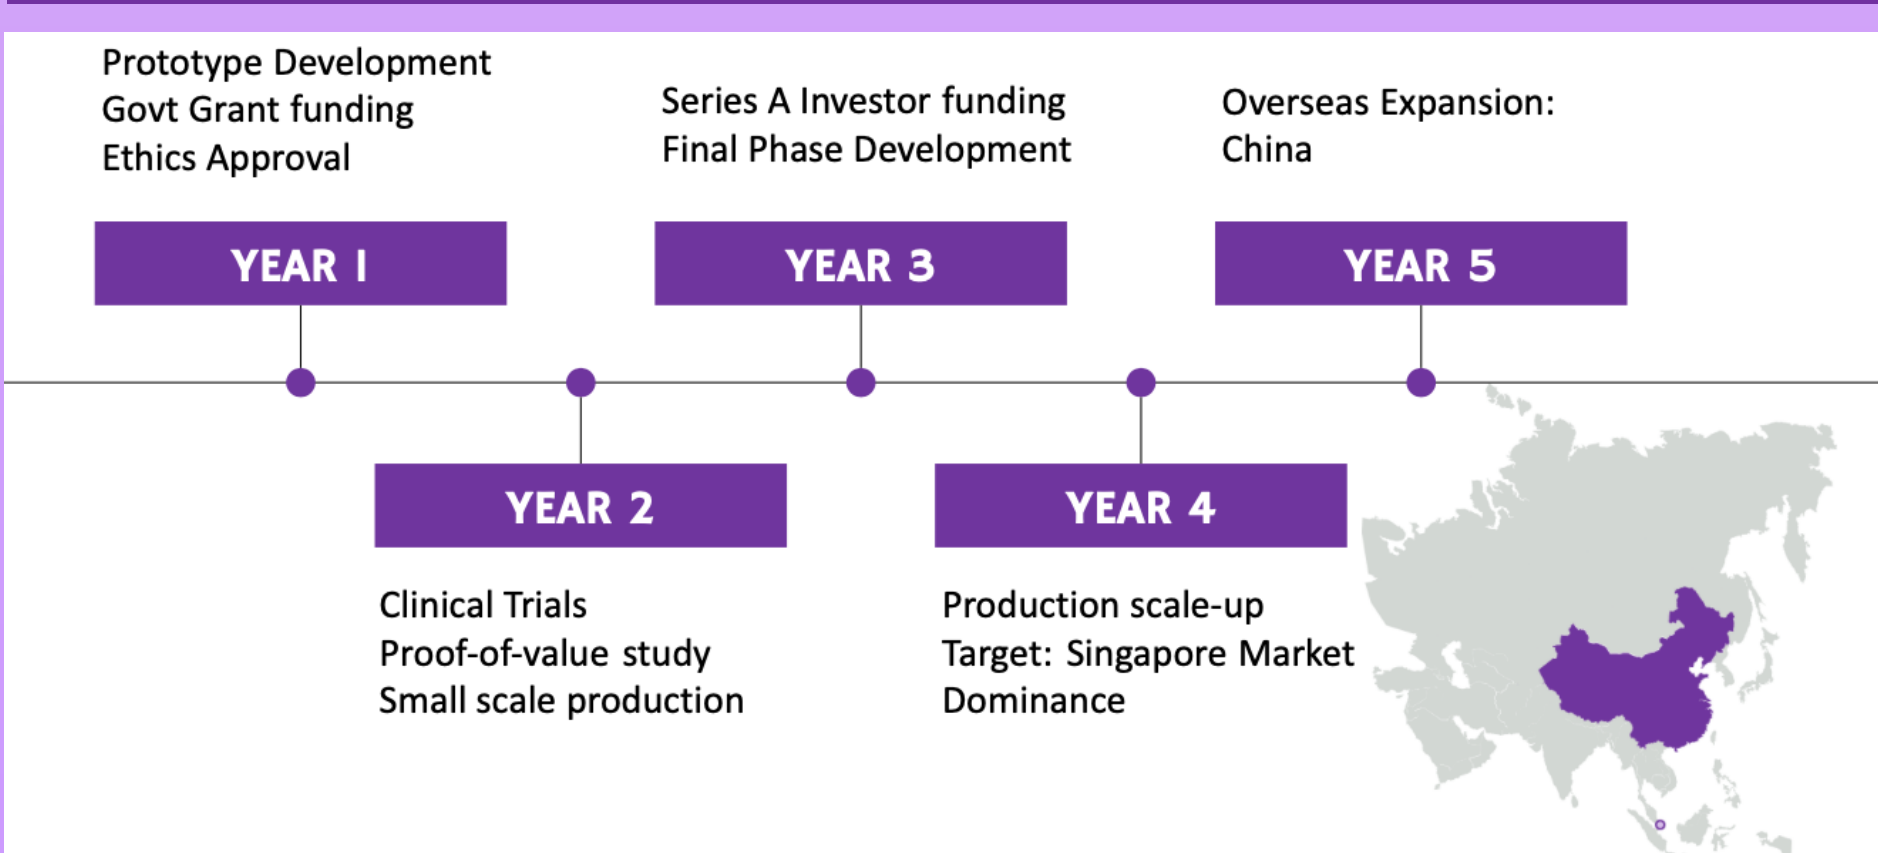 Prototype Development
Govt Grant funding
Ethics Approval
YEAR 1
Clinical Trials
Proof-of-value study
Small scale production
YEAR 2
Series A Investor funding
Final Phase Development
YEAR 3
Production scale-up
Target: Singapore Market
Dominance
YEAR 4
Overseas Expansion:
China
YEAR 5